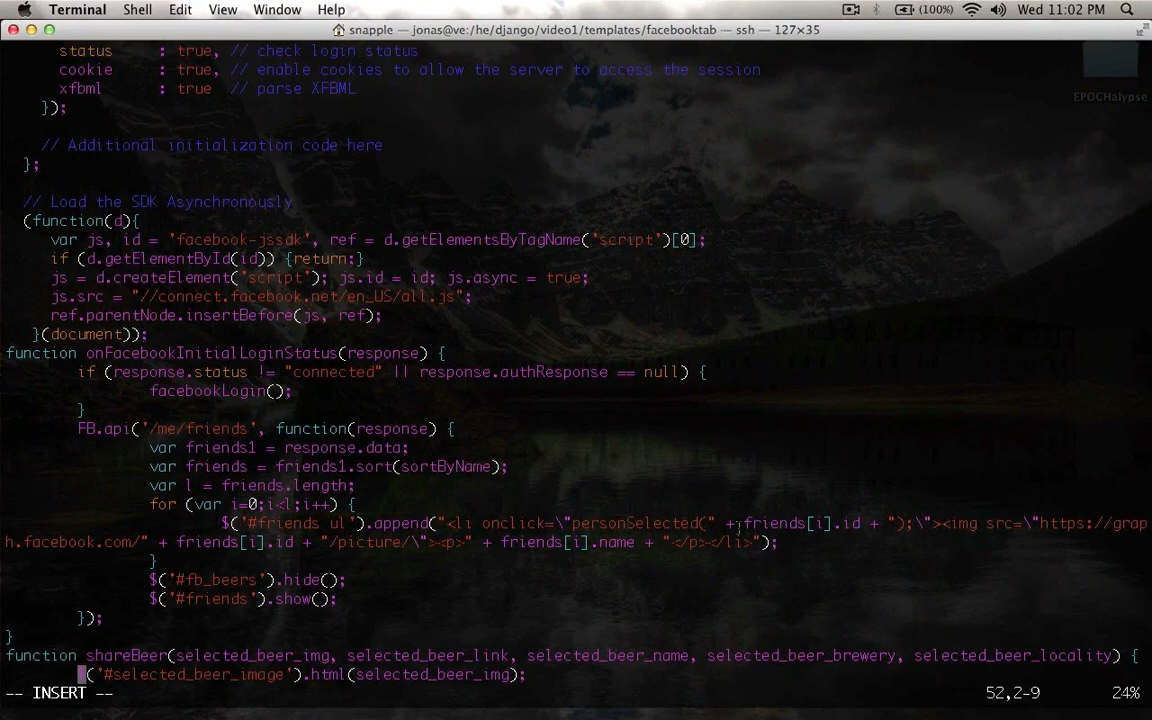 Terminal Shell Edit View Window Help (100%) Wed 11:02 PM
snapple — jonas@ve:/he/django/video1/templates/facebooktab — ssh — 127×35
EPOCHalypse
status : true, // check login status
cookie : true, // enable cookies to allow the server to access the session
xfbml : true // parse XFBML
});
// Additional initialization code here
};
// Load the SDK Asynchronously
(function(d){
var js, id = 'facebook-jssdk', ref = d.getElementsByTagName('script')[0];
if (d.getElementById(id)) {return;}
js = d.createElement('script'); js.id = id; js.async = true;
js.src = "//connect.facebook.net/en_US/all.js";
ref.parentNode.insertBefore(js, ref);
}(document));
function onFacebookInitialLoginStatus(response) {
if (response.status != "connected" || response.authResponse == null) {
facebookLogin();
}
FB.api('/me/friends', function(response) {
var friends1 = response.data;
var friends = friends1.sort(sortByName);
var l = friends.length;
for (var i=0;i<l;i++) {
$('#friends ul').append("<li onclick=\"personSelected(" + friends[i].id + ");\"><img src=\"https://grap
h.facebook.com/" + friends[i].id + "/picture/\"><p>" + friends[i].name + "</p></li>");
}
$('#fb_beers').hide();
$('#friends').show();
});
}
function shareBeer(selected_beer_img, selected_beer_link, selected_beer_name, selected_beer_brewery, selected_beer_locality) {
$('#selected_beer_image').html(selected_beer_img);
-- INSERT -- 52,2-9 24%